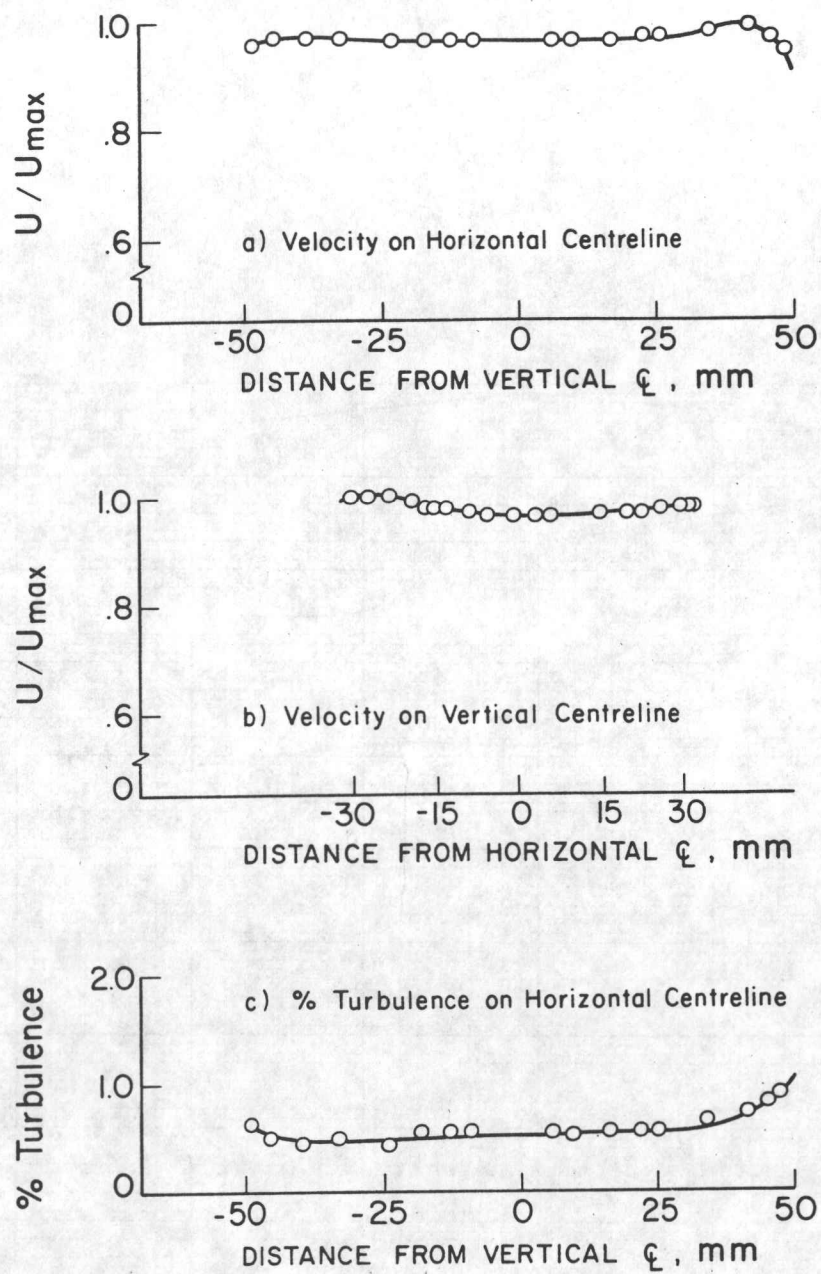 U / Umax
1.0
.8
.6
0
a) Velocity on Horizontal Centreline
-50 -25 0 25 50
DISTANCE FROM VERTICAL ℄, mm
U / Umax
1.0
.8
.6
0
b) Velocity on Vertical Centreline
-30 -15 0 15 30
DISTANCE FROM HORIZONTAL ℄, mm
% Turbulence
2.0
1.0
0
c) % Turbulence on Horizontal Centreline
-50 -25 0 25 50
DISTANCE FROM VERTICAL ℄, mm